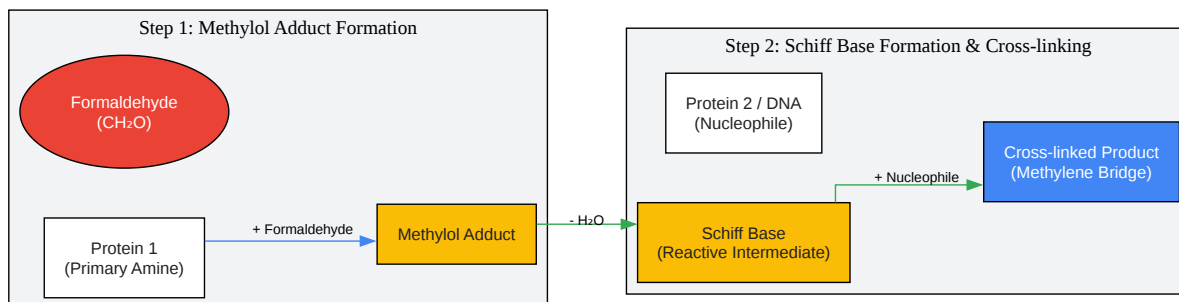 Step 1: Methylol Adduct Formation
Formaldehyde
(CH₂O)
Protein 1
(Primary Amine)
+ Formaldehyde
Methylol Adduct
- H₂O
Step 2: Schiff Base Formation & Cross-linking
Protein 2 / DNA
(Nucleophile)
Schiff Base
(Reactive Intermediate)
+ Nucleophile
Cross-linked Product
(Methylene Bridge)